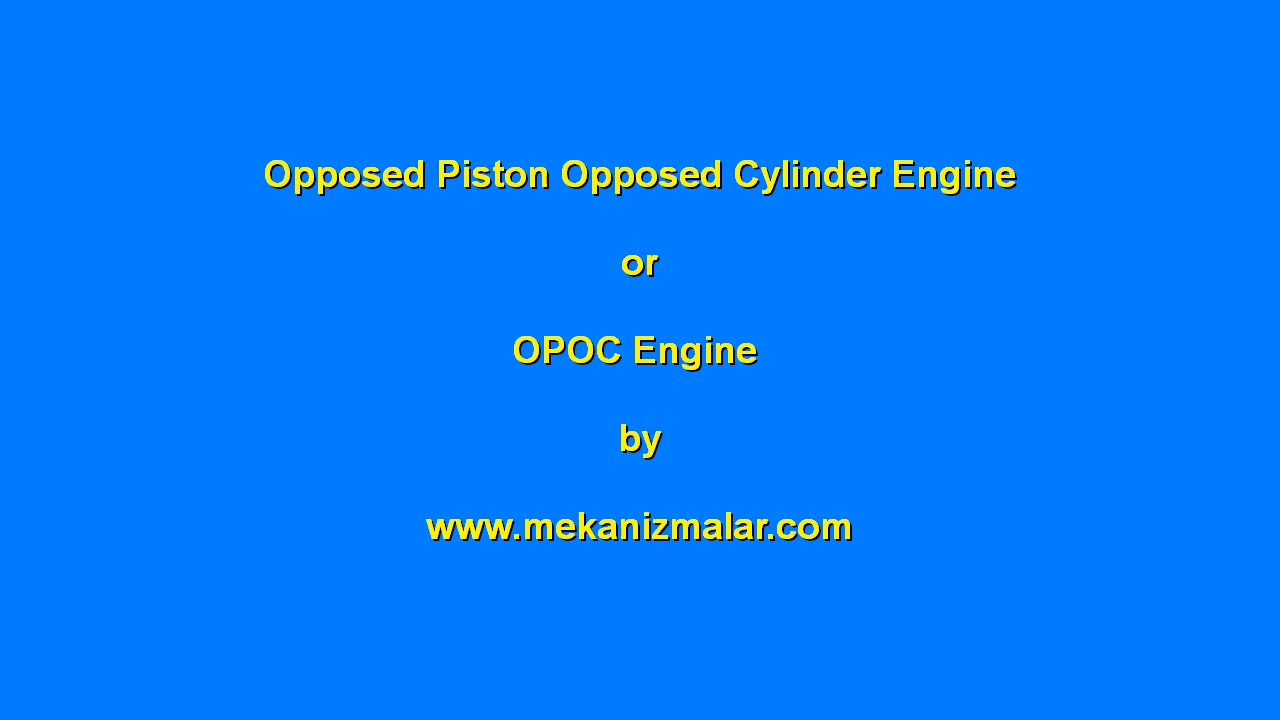 Opposed Piston Opposed Cylinder Engine
or
OPOC Engine
by
www.mekanizmalar.com